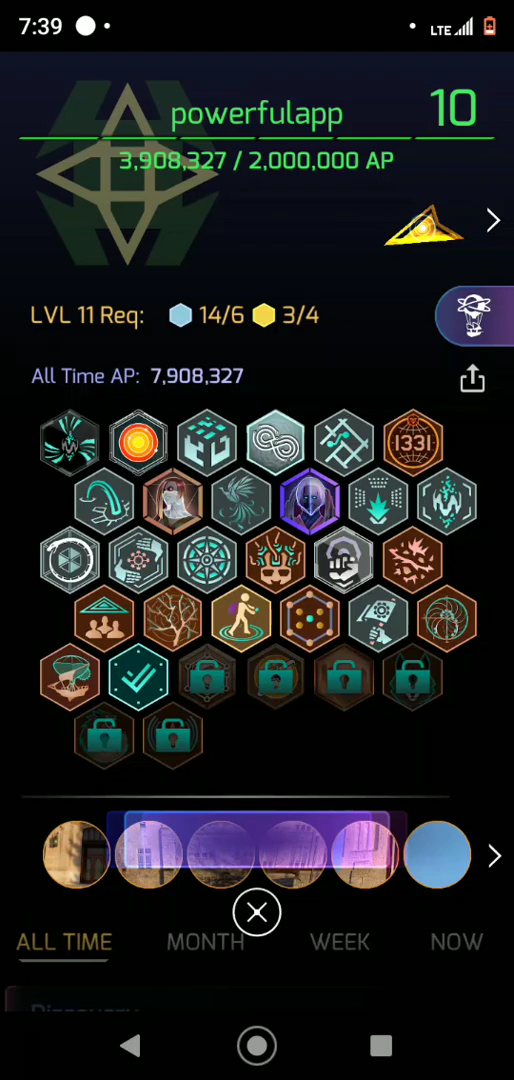 7:39
LTE
powerfulapp 10
3,908,327 / 2,000,000 AP
LVL 11 Req: 14/6 3/4
All Time AP: 7,908,327
1331
ALL TIME MONTH WEEK NOW
Discovery